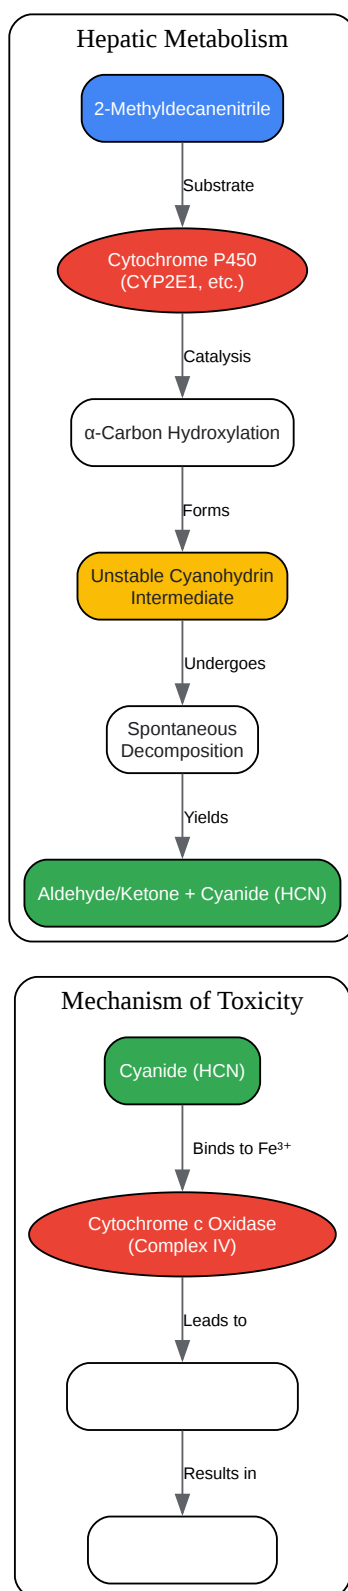 Hepatic Metabolism
2-Methyldecanenitrile
Substrate
Cytochrome P450
(CYP2E1, etc.)
Catalysis
α-Carbon Hydroxylation
Forms
Unstable Cyanohydrin
Intermediate
Undergoes
Spontaneous
Decomposition
Yields
Aldehyde/Ketone + Cyanide (HCN)
Mechanism of Toxicity
Cyanide (HCN)
Binds to Fe³⁺
Cytochrome c Oxidase
(Complex IV)
Leads to
Results in